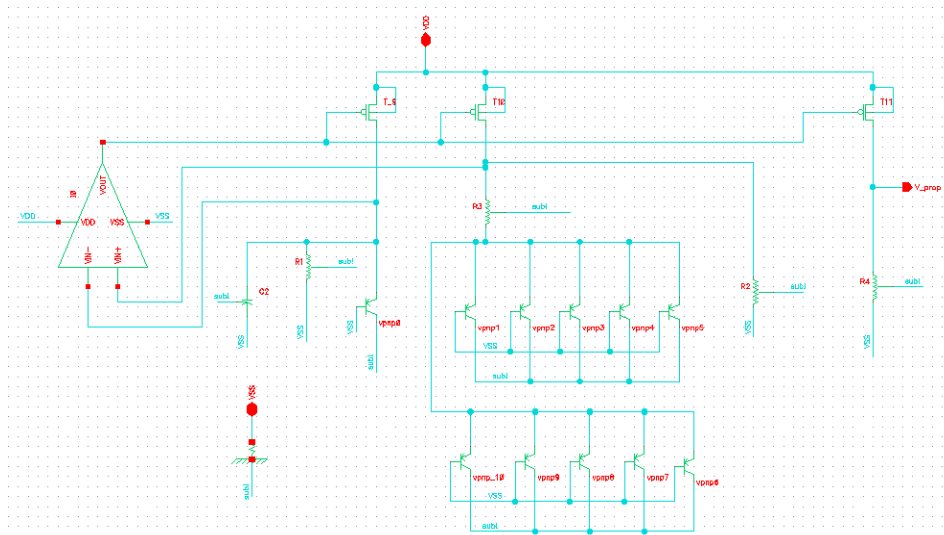 VDD
T_9
T10
T11
I0
VOUT
VDD
VDD
VSS
VSS
VIN-
VIN+
V_prop
R3
subl
R1
subl
C2
subl
R2
subl
R4
subl
vpnp0
VSS
VSS
VSS
VSS
VSS
subl
vpnp1
vpnp2
vpnp3
vpnp4
vpnp5
VSS
subl
VSS
subl
vpnp_10
vpnp9
vpnp8
vpnp7
vpnp6
VSS
subl